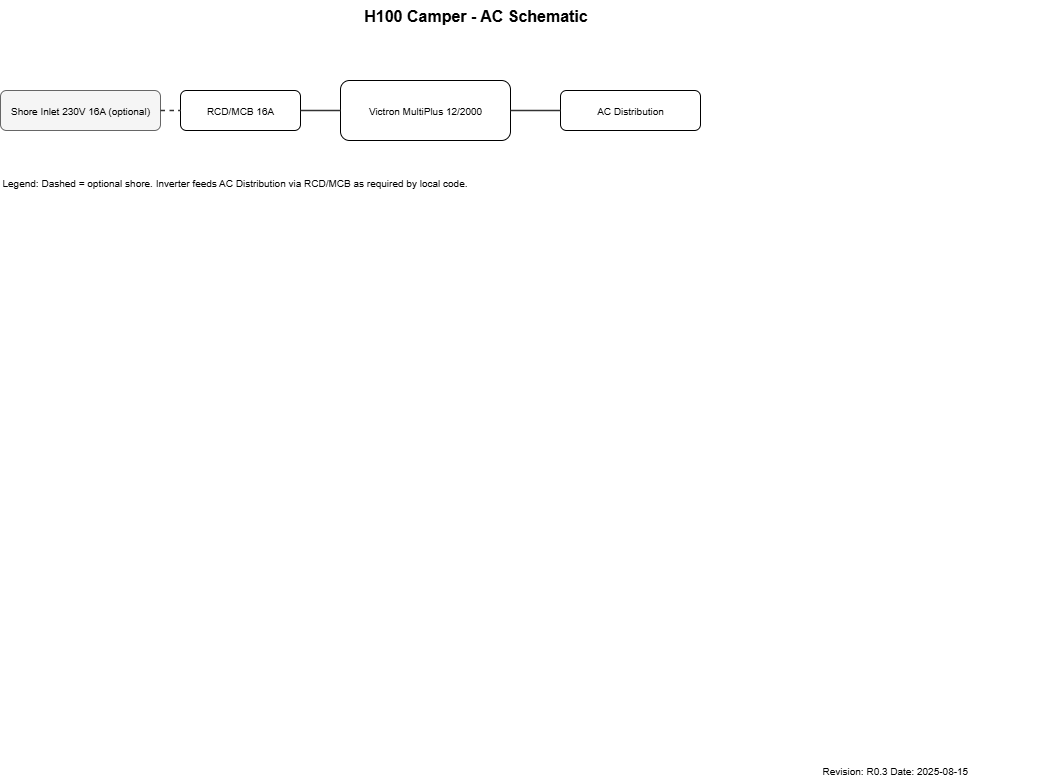 H100 Camper - AC Schematic
Shore Inlet 230V 16A (optional)
RCD/MCB 16A
Victron MultiPlus 12/2000
AC Distribution
Legend: Dashed = optional shore. Inverter feeds AC Distribution via RCD/MCB as required by local code.
Revision: R0.3 Date: 2025-08-15